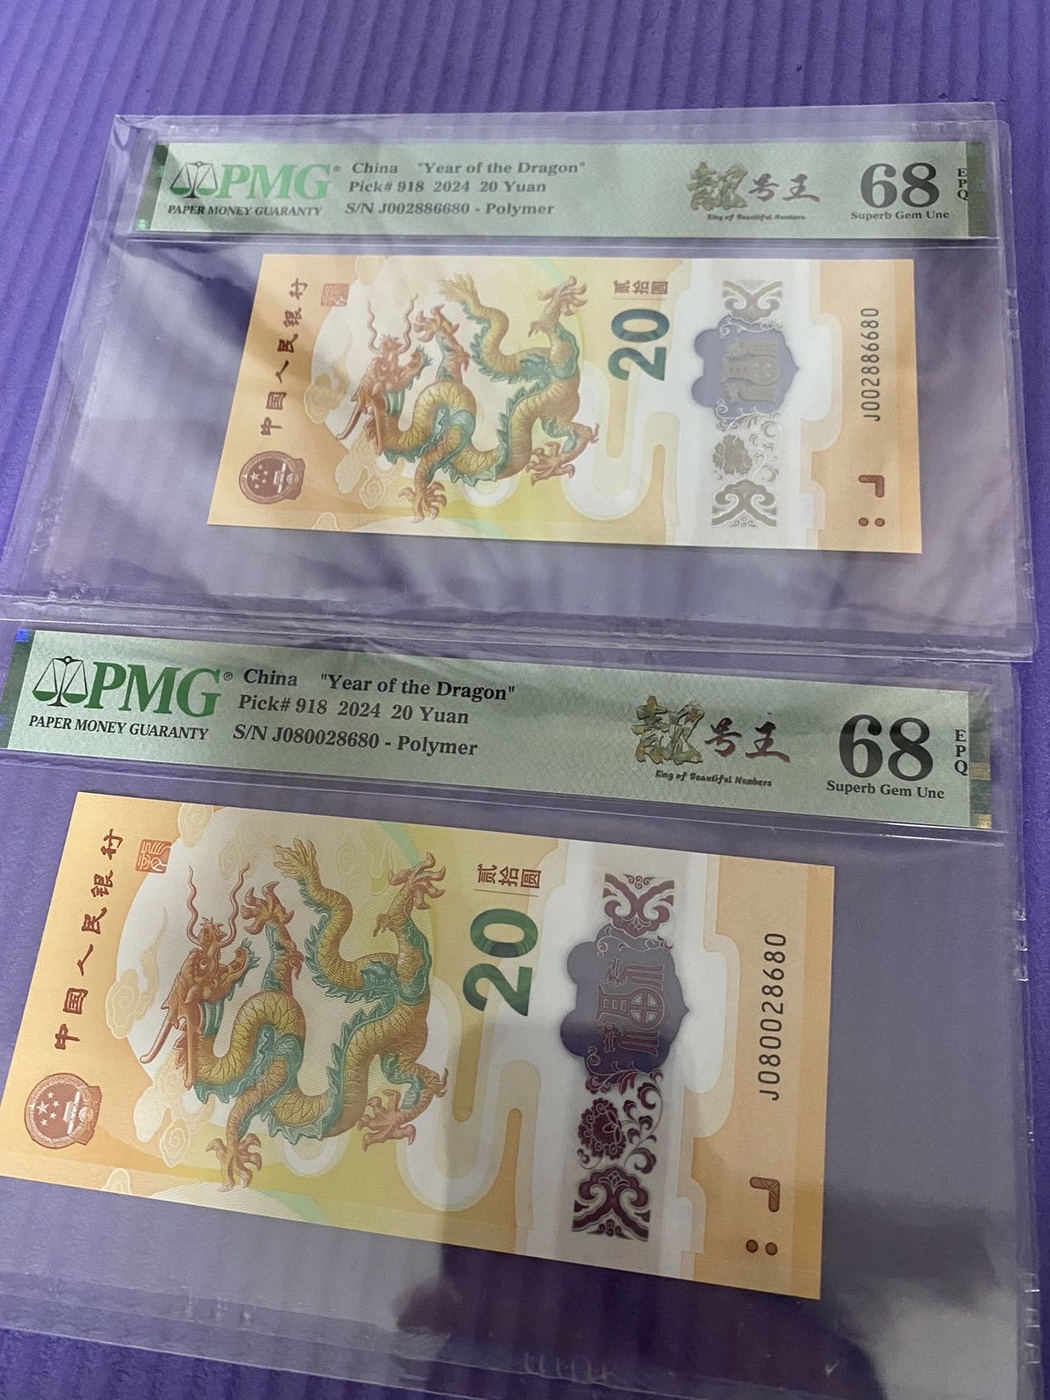 PMG®
PAPER MONEY GUARANTY
China "Year of the Dragon"
Pick# 918 2024 20 Yuan
S/N J002886680 - Polymer
靓号王
King of Beautiful Numbers
68
Superb Gem Unc
EPQ
中国人民银行
贰拾圆
20
J002886680
PMG®
PAPER MONEY GUARANTY
China "Year of the Dragon"
Pick# 918 2024 20 Yuan
S/N J080028680 - Polymer
靓号王
King of Beautiful Numbers
68
Superb Gem Unc
EPQ
中国人民银行
贰拾圆
20
J080028680